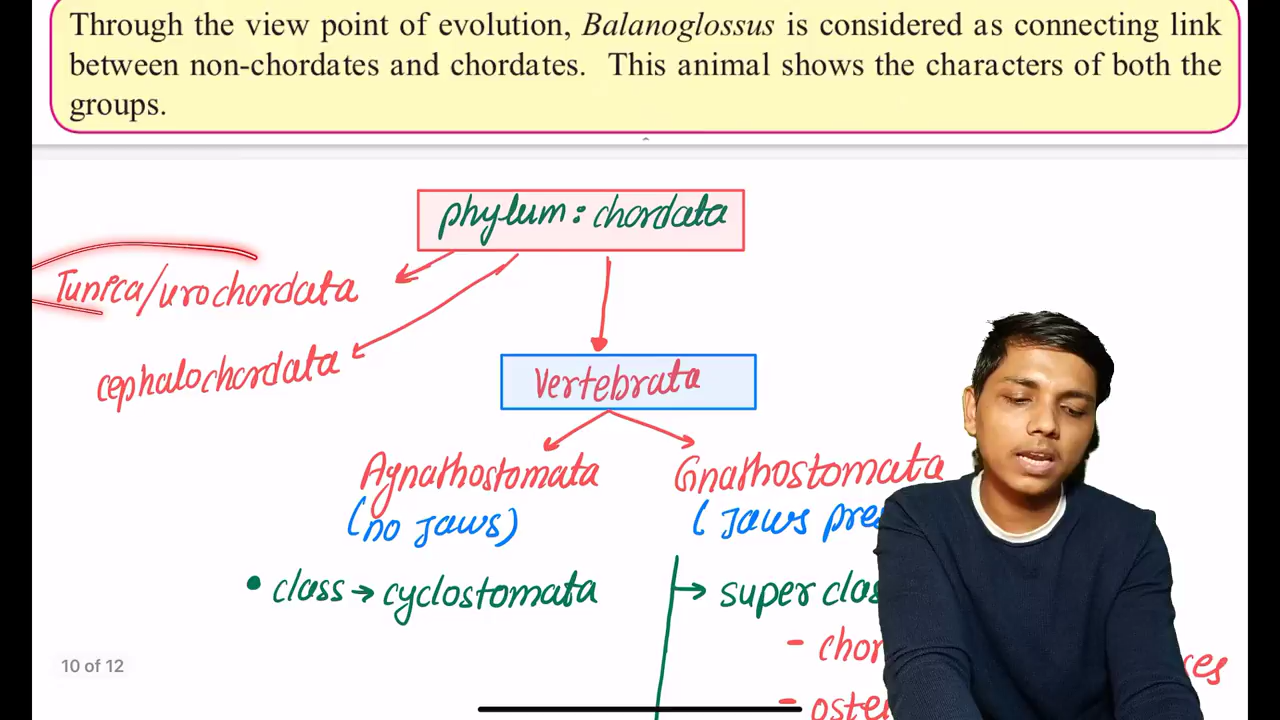 Through the view point of evolution, Balanoglossus is considered as connecting link
between non-chordates and chordates. This animal shows the characters of both the
groups.
phylum: chordata
Tunica/urochordata
cephalochordata
Vertebrata
Agnathostomata
Gnathostomata
(no jaws)
(Jaws pre
• class → cyclostomata
→ super clas
- chor
- oste
10 of 12